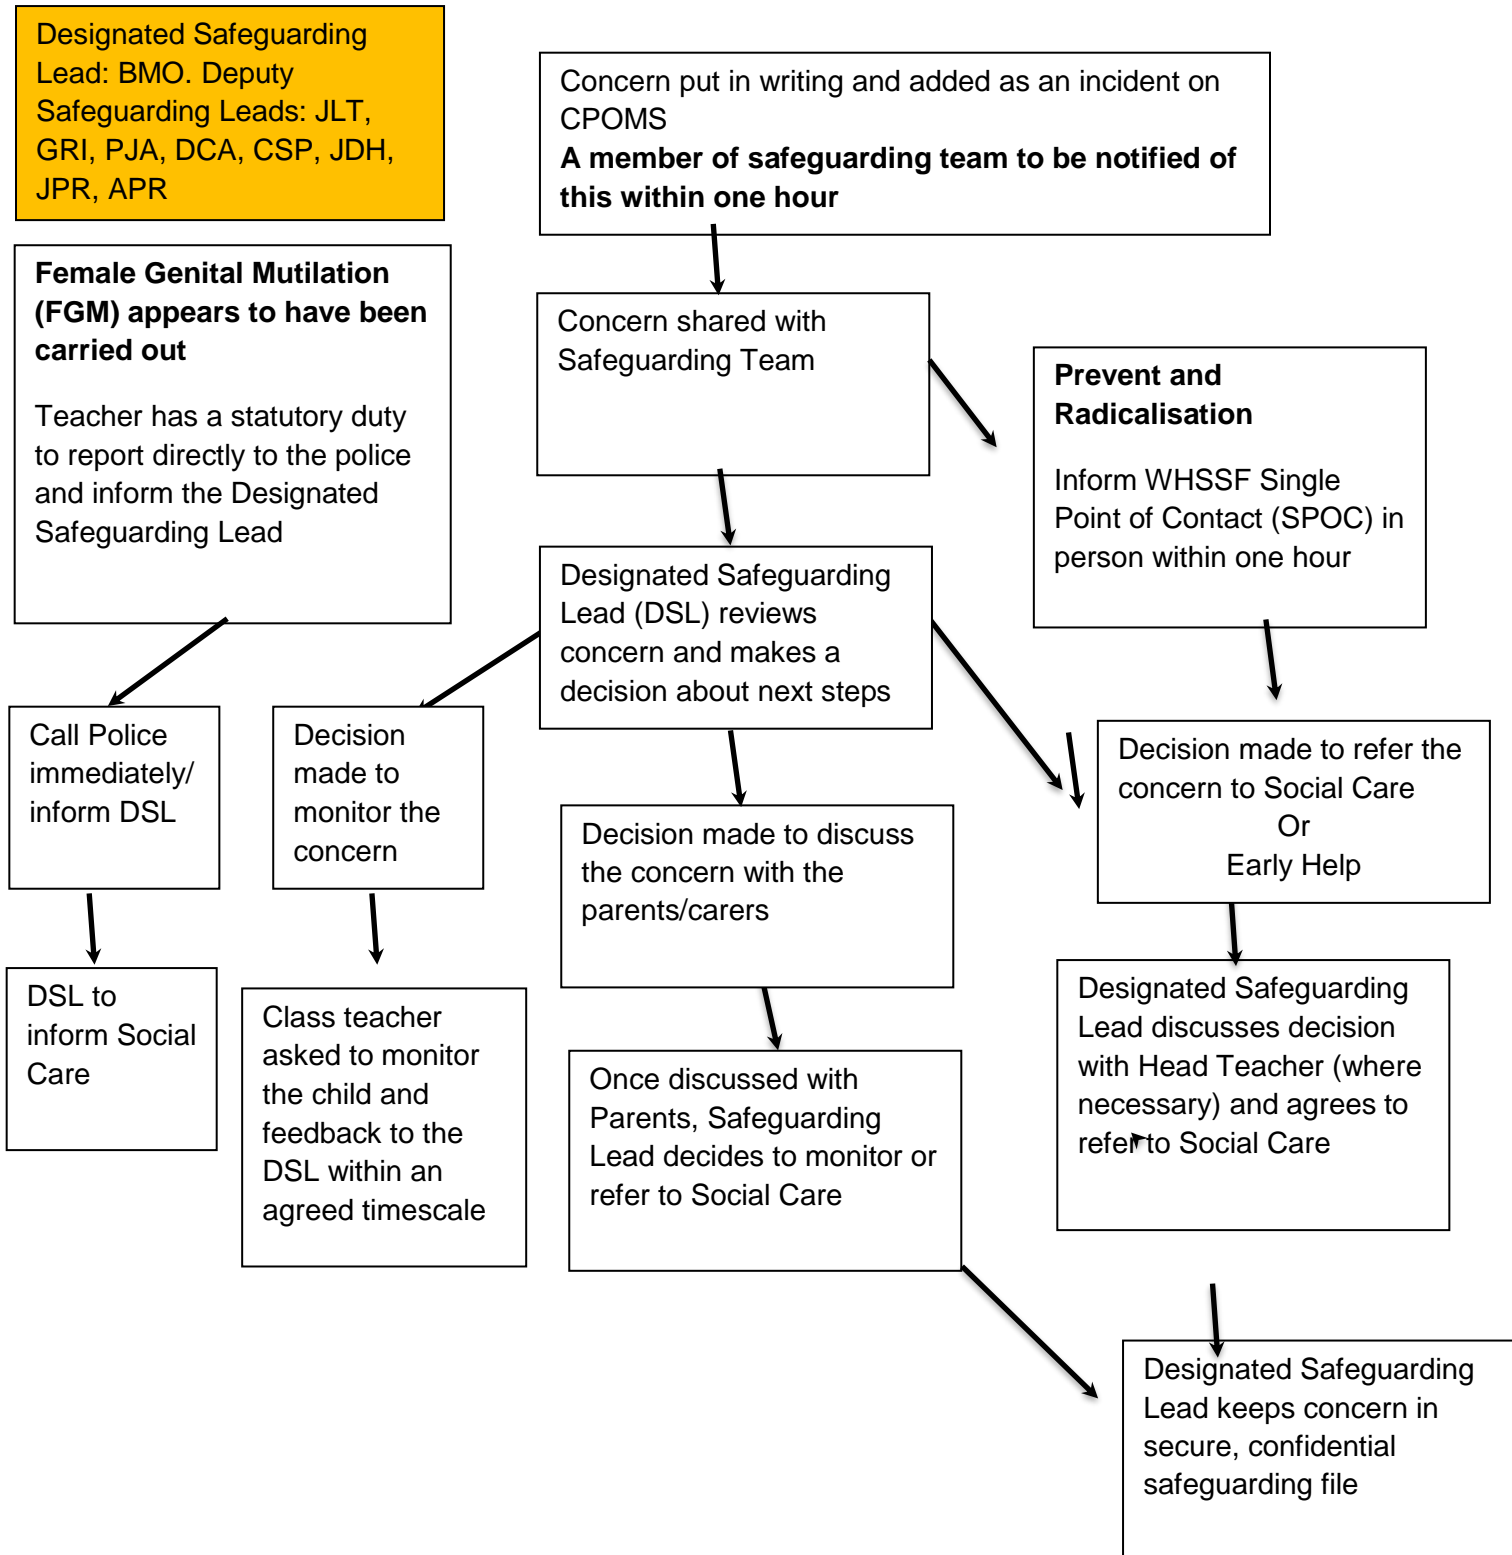 Designated Safeguarding
Lead: BMO. Deputy
Safeguarding Leads: JLT,
GRI, PJA, DCA, CSP, JDH,
JPR, APR
Concern put in writing and added as an incident on
CPOMS
A member of safeguarding team to be notified of
this within one hour
Female Genital Mutilation
(FGM) appears to have been
carried out
Teacher has a statutory duty
to report directly to the police
and inform the Designated
Safeguarding Lead
Concern shared with
Safeguarding Team
Prevent and
Radicalisation
Inform WHSSF Single
Point of Contact (SPOC) in
person within one hour
Designated Safeguarding
Lead (DSL) reviews
concern and makes a
decision about next steps
Call Police
immediately/
inform DSL
Decision
made to
monitor the
concern
Decision made to discuss
the concern with the
parents/carers
Decision made to refer the
concern to Social Care
Or
Early Help
DSL to
inform Social
Care
Class teacher
asked to monitor
the child and
feedback to the
DSL within an
agreed timescale
Once discussed with
Parents, Safeguarding
Lead decides to monitor or
refer to Social Care
Designated Safeguarding
Lead discusses decision
with Head Teacher (where
necessary) and agrees to
refer to Social Care
Designated Safeguarding
Lead keeps concern in
secure, confidential
safeguarding file